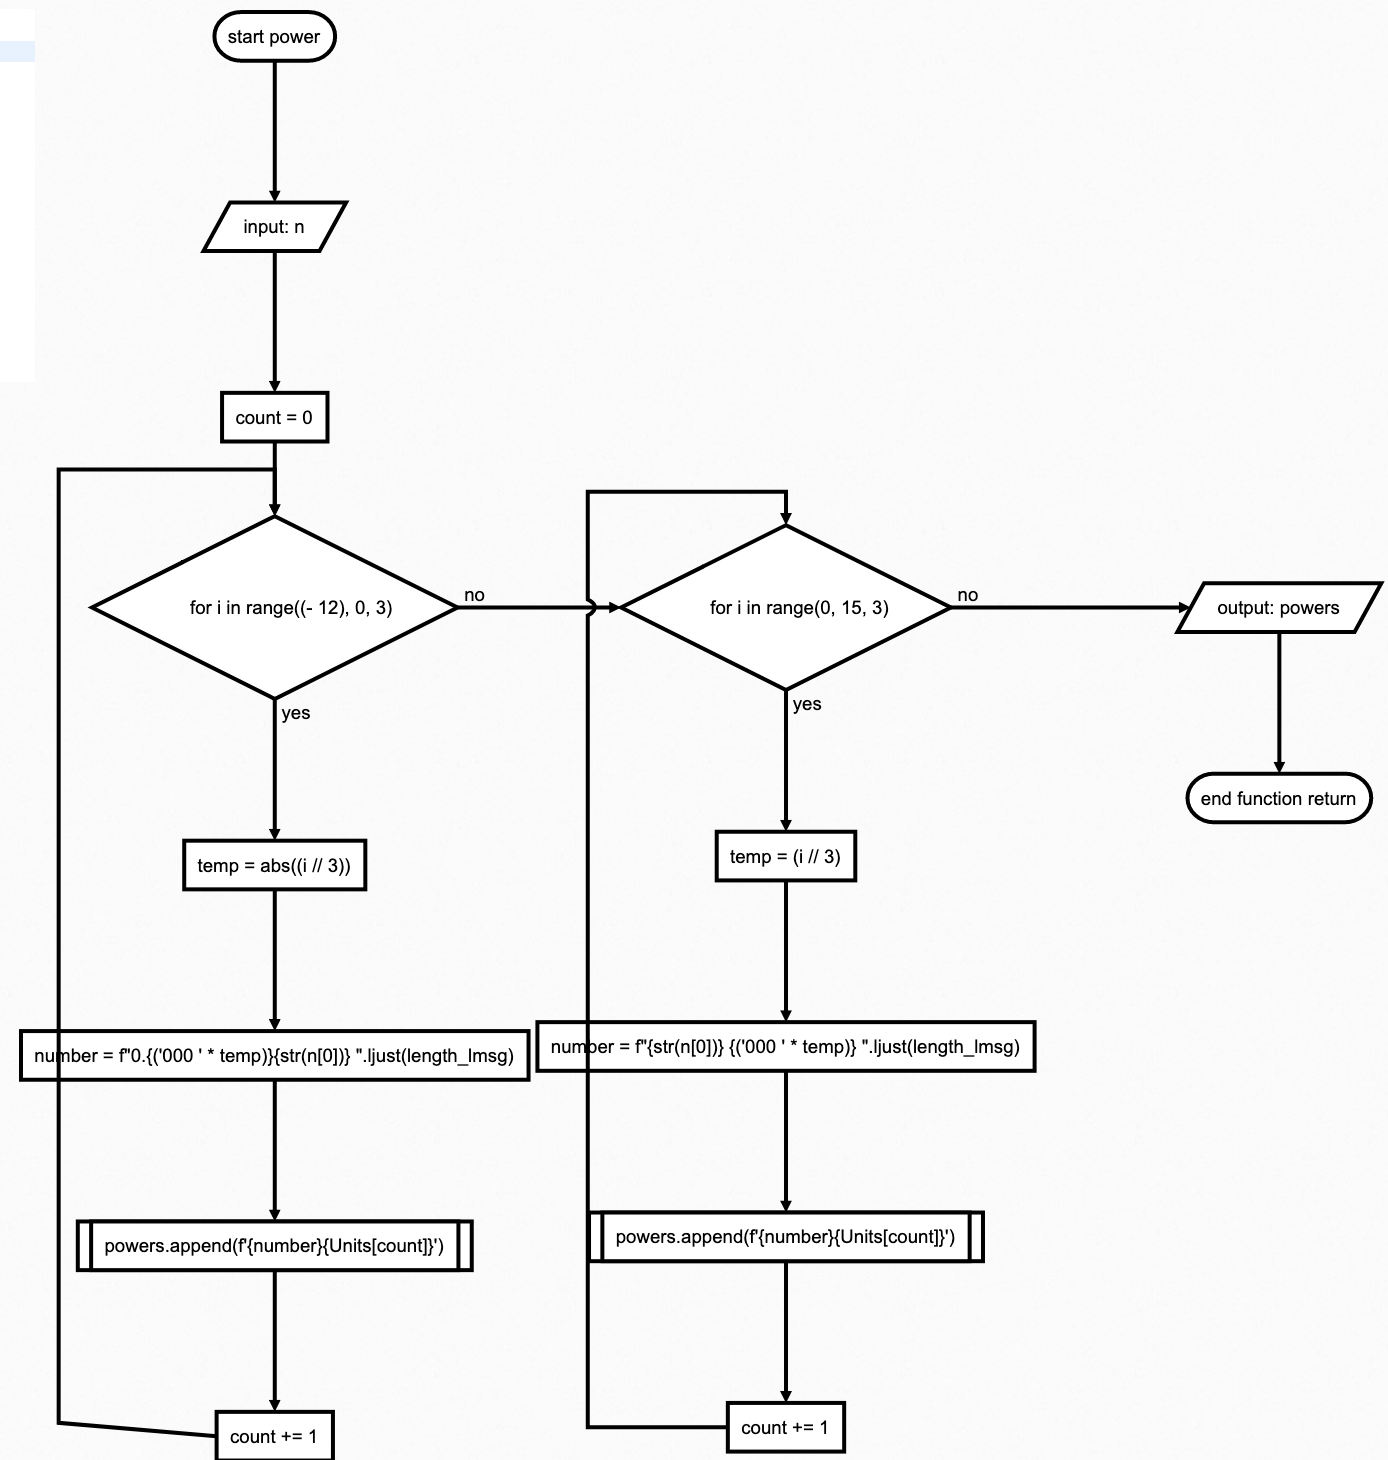 start power
input: n
count = 0
for i in range((- 12), 0, 3)
no
yes
temp = abs((i // 3))
number = f"0.{('000 ' * temp)}{str(n[0])} ".ljust(length_lmsg)
powers.append(f'{number}{Units[count]}')
count += 1
for i in range(0, 15, 3)
no
yes
temp = (i // 3)
number = f"{str(n[0])} {('000 ' * temp)} ".ljust(length_lmsg)
powers.append(f'{number}{Units[count]}')
count += 1
output: powers
end function return